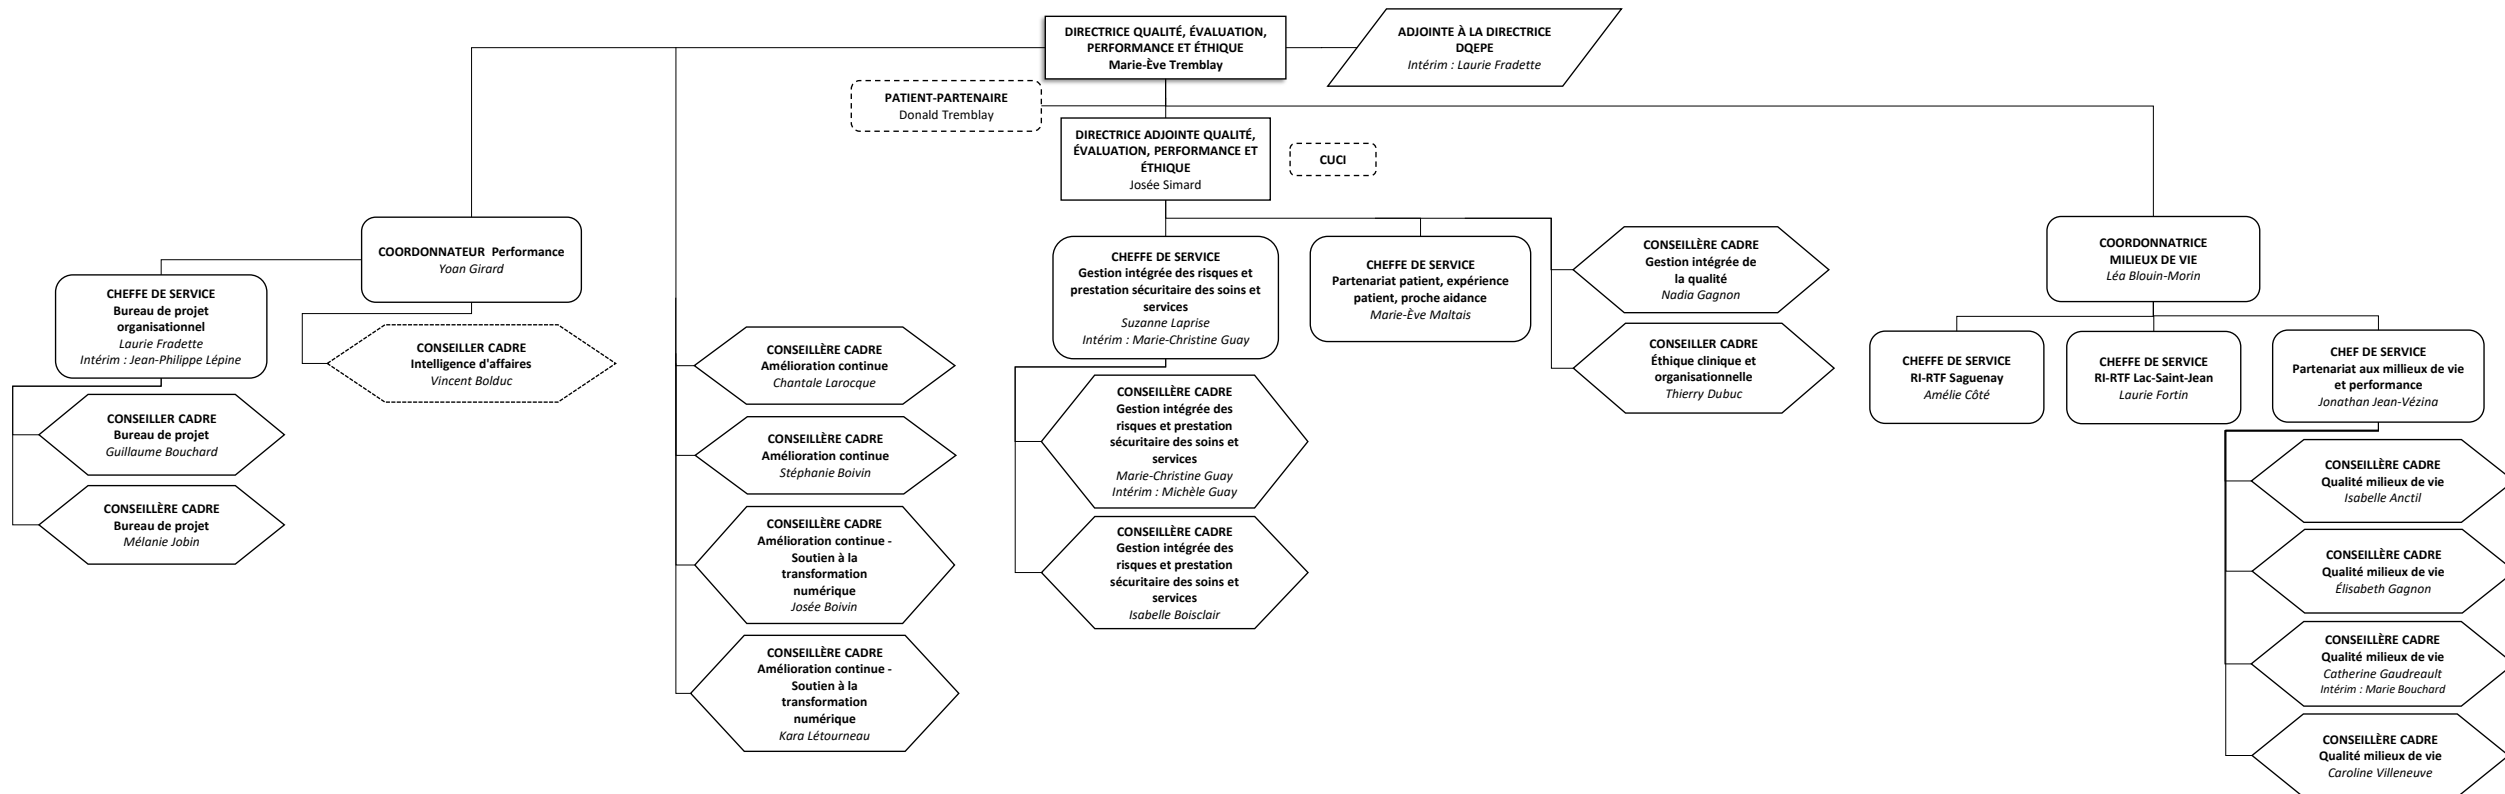 DIRECTRICE QUALITÉ, ÉVALUATION,
PERFORMANCE ET ÉTHIQUE
Marie-Ève Tremblay
ADJOINTE À LA DIRECTRICE
DQEPE
Intérim : Laurie Fradette
PATIENT-PARTENAIRE
Donald Tremblay
DIRECTRICE ADJOINTE QUALITÉ,
ÉVALUATION, PERFORMANCE ET
ÉTHIQUE
Josée Simard
CUCI
COORDONNATEUR Performance
Yoan Girard
CHEFFE DE SERVICE
Bureau de projet
organisationnel
Laurie Fradette
Intérim : Jean-Philippe Lépine
CONSEILLER CADRE
Intelligence d'affaires
Vincent Bolduc
CONSEILLER CADRE
Bureau de projet
Guillaume Bouchard
CONSEILLÈRE CADRE
Bureau de projet
Mélanie Jobin
CONSEILLÈRE CADRE
Amélioration continue
Chantale Larocque
CONSEILLÈRE CADRE
Amélioration continue
Stéphanie Boivin
CONSEILLÈRE CADRE
Amélioration continue -
Soutien à la
transformation
numérique
Josée Boivin
CONSEILLÈRE CADRE
Amélioration continue -
Soutien à la
transformation
numérique
Kara Létourneau
CHEFFE DE SERVICE
Gestion intégrée des risques et
prestation sécuritaire des soins et
services
Suzanne Laprise
Intérim : Marie-Christine Guay
CONSEILLÈRE CADRE
Gestion intégrée des
risques et prestation
sécuritaire des soins et
services
Marie-Christine Guay
Intérim : Michèle Guay
CONSEILLÈRE CADRE
Gestion intégrée des
risques et prestation
sécuritaire des soins et
services
Isabelle Boisclair
CHEFFE DE SERVICE
Partenariat patient, expérience
patient, proche aidance
Marie-Ève Maltais
CONSEILLÈRE CADRE
Gestion intégrée de
la qualité
Nadia Gagnon
CONSEILLER CADRE
Éthique clinique et
organisationnelle
Thierry Dubuc
COORDONNATRICE
MILIEUX DE VIE
Léa Blouin-Morin
CHEFFE DE SERVICE
RI-RTF Saguenay
Amélie Côté
CHEFFE DE SERVICE
RI-RTF Lac-Saint-Jean
Laurie Fortin
CHEF DE SERVICE
Partenariat aux millieux de vie
et performance
Jonathan Jean-Vézina
CONSEILLÈRE CADRE
Qualité milieux de vie
Isabelle Anctil
CONSEILLÈRE CADRE
Qualité milieux de vie
Élisabeth Gagnon
CONSEILLÈRE CADRE
Qualité milieux de vie
Catherine Gaudreault
Intérim : Marie Bouchard
CONSEILLÈRE CADRE
Qualité milieux de vie
Caroline Villeneuve